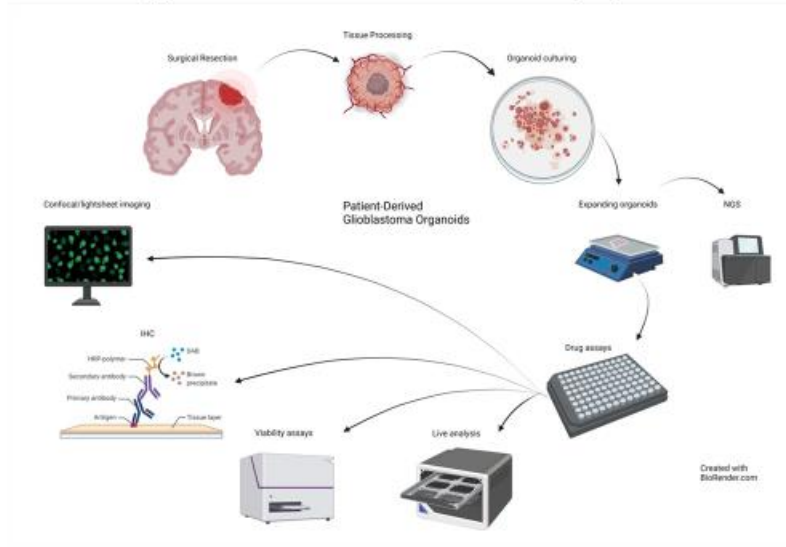 Tissue Processing
Surgical Resection
Organoid culturing
Patient-Derived
Glioblastoma Organoids
Confocal/lightsheet imaging
Expanding organoids
NGS
IHC
DAB
HRP-polymer
Brown
precipitate
Secondary antibody
Primary antibody
Antigen
Tissue layer
Drug assays
Viability assays
Live analysis
Created with
BioRender.com